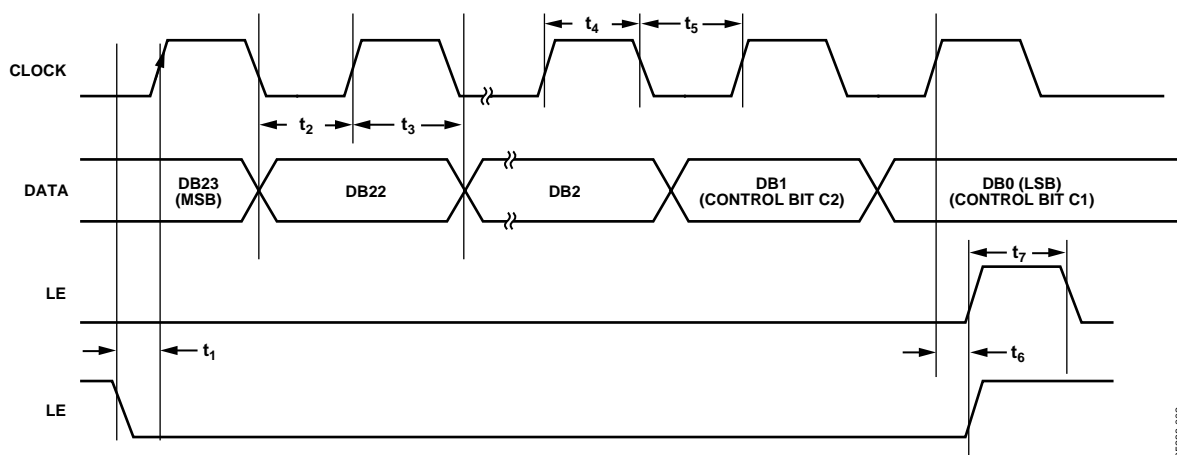 t4
t5
CLOCK
t2
t3
DATA
DB23
(MSB)
DB22
DB2
DB1
(CONTROL BIT C2)
DB0 (LSB)
(CONTROL BIT C1)
t7
LE
t1
t6
LE